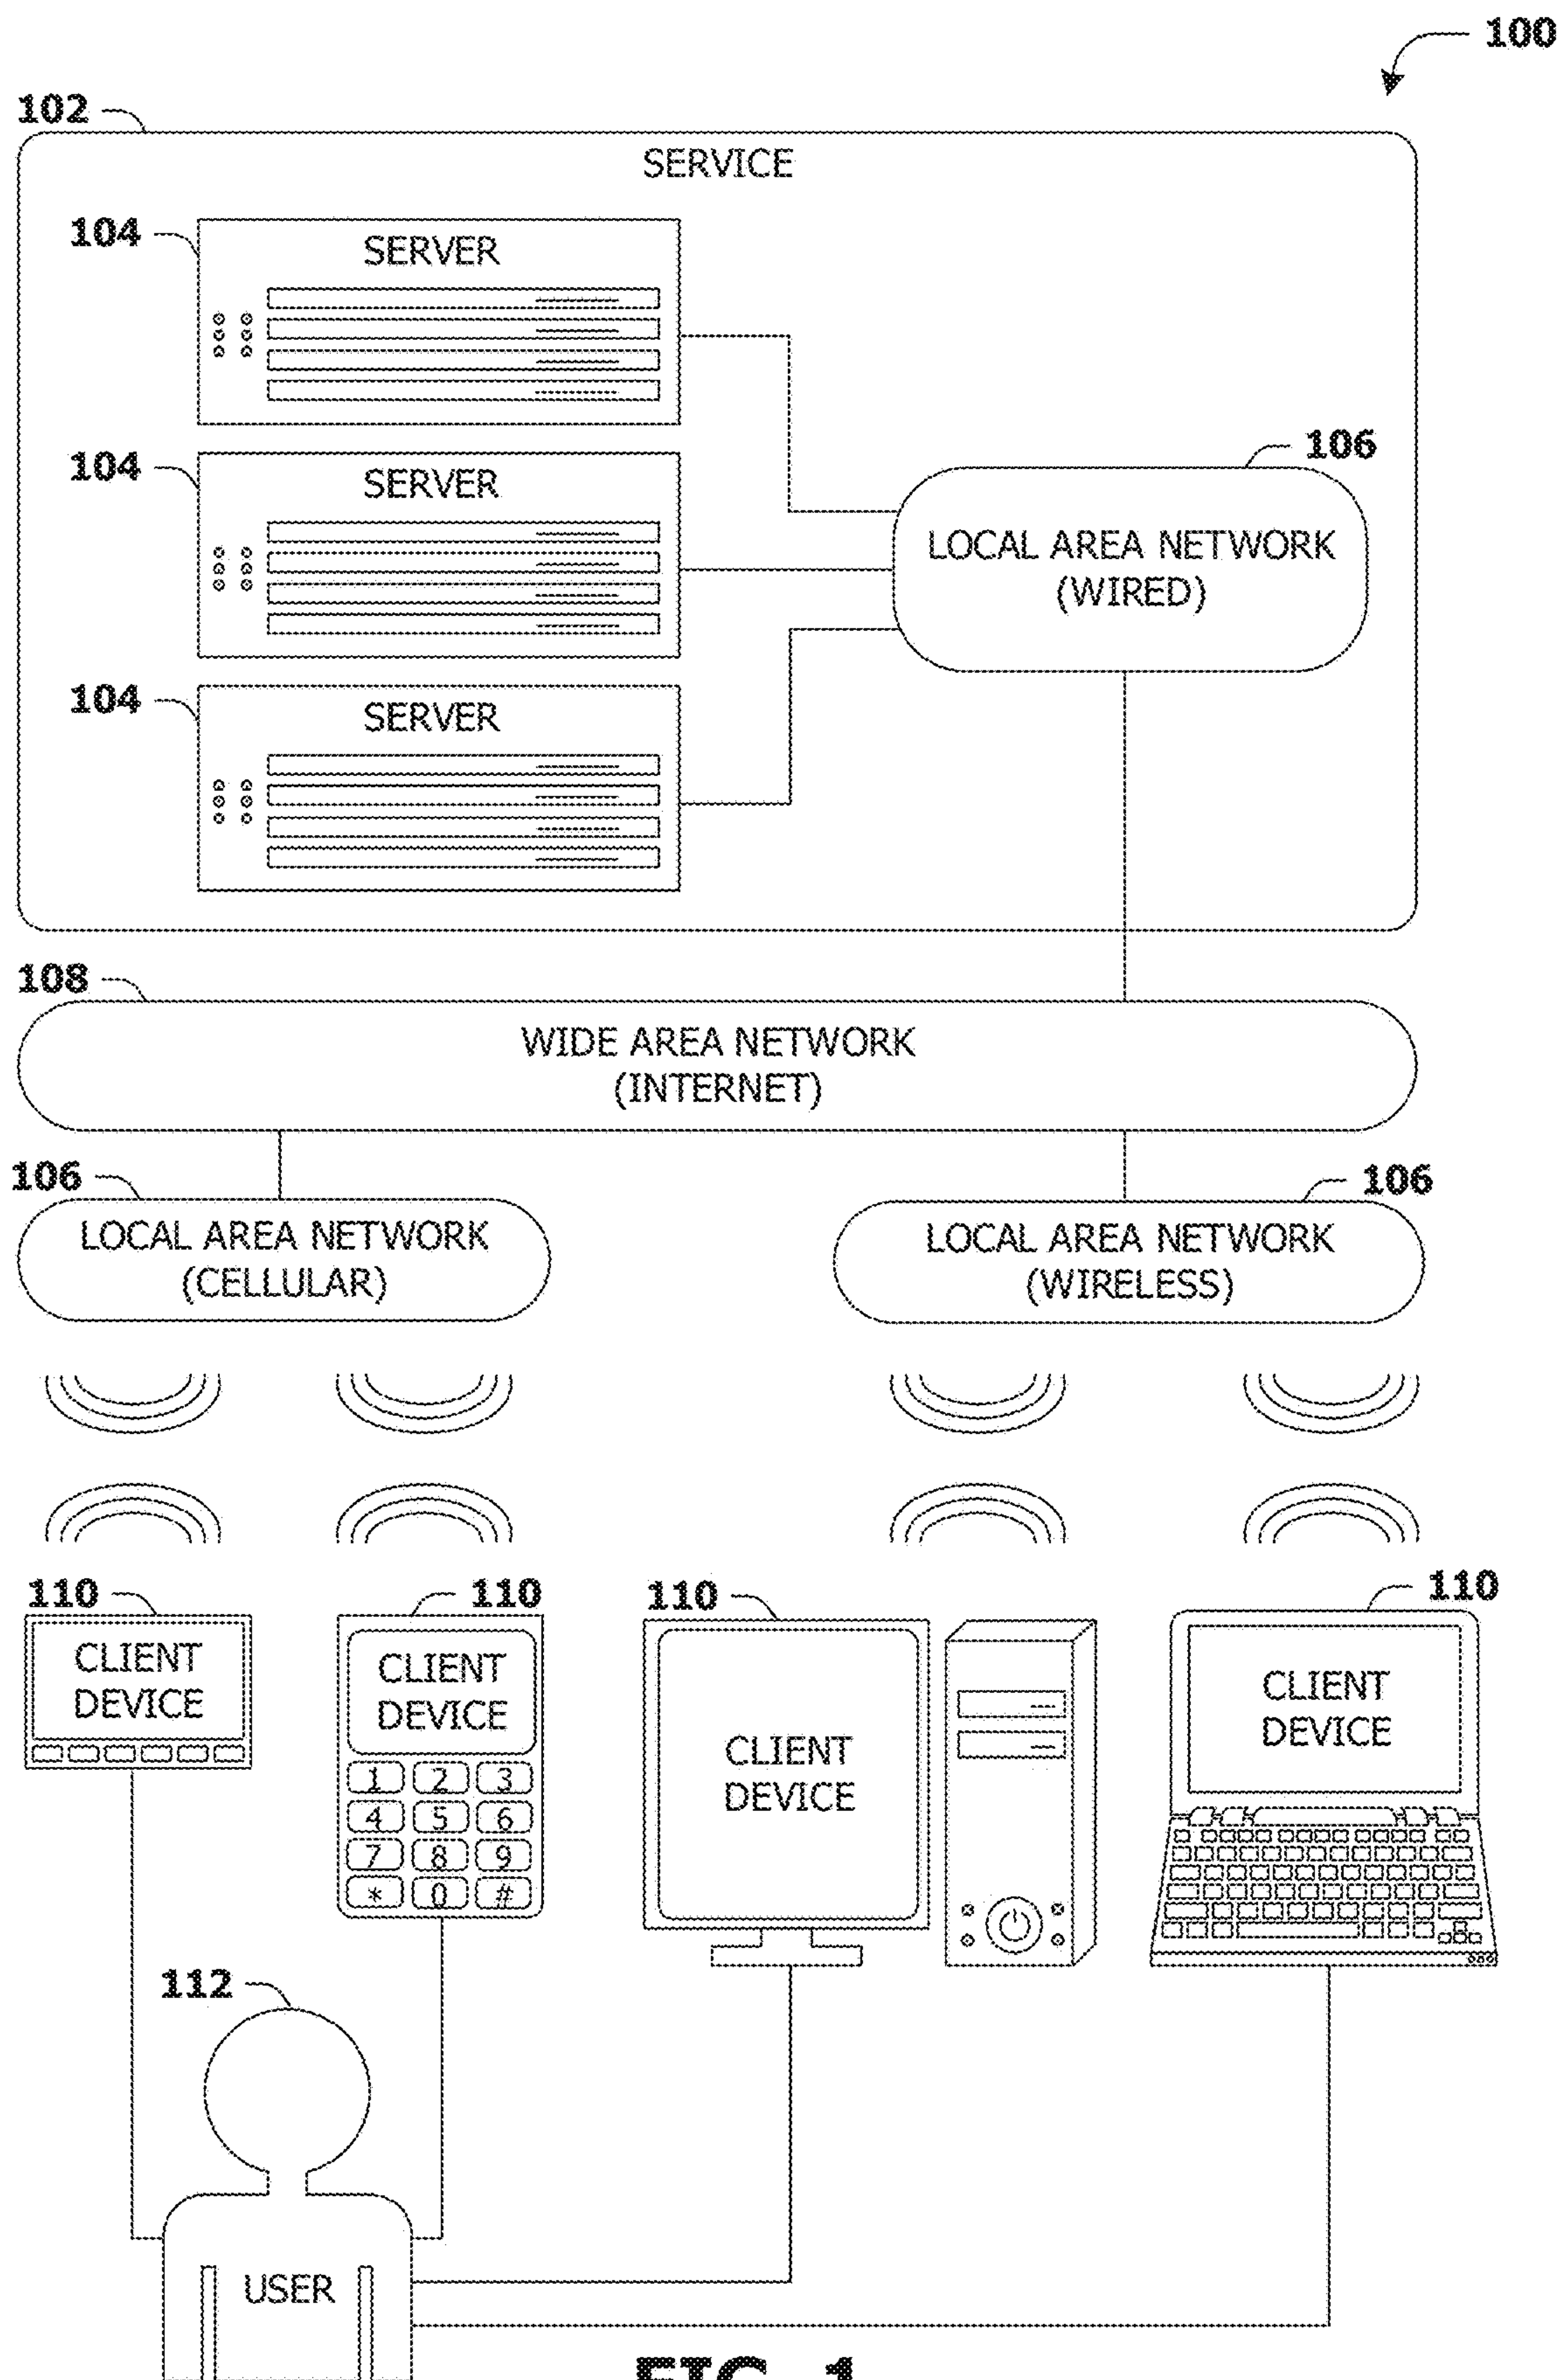 100
102
SERVICE
104
SERVER
104
SERVER
106
LOCAL AREA NETWORK
(WIRED)
104
SERVER
108
WIDE AREA NETWORK
(INTERNET)
106
LOCAL AREA NETWORK
(CELLULAR)
106
LOCAL AREA NETWORK
(WIRELESS)
110
CLIENT
DEVICE
110
CLIENT
DEVICE
1 2 3
4 5 6
7 8 9
* 0 #
110
CLIENT
DEVICE
110
CLIENT
DEVICE
112
USER
FIG. 1